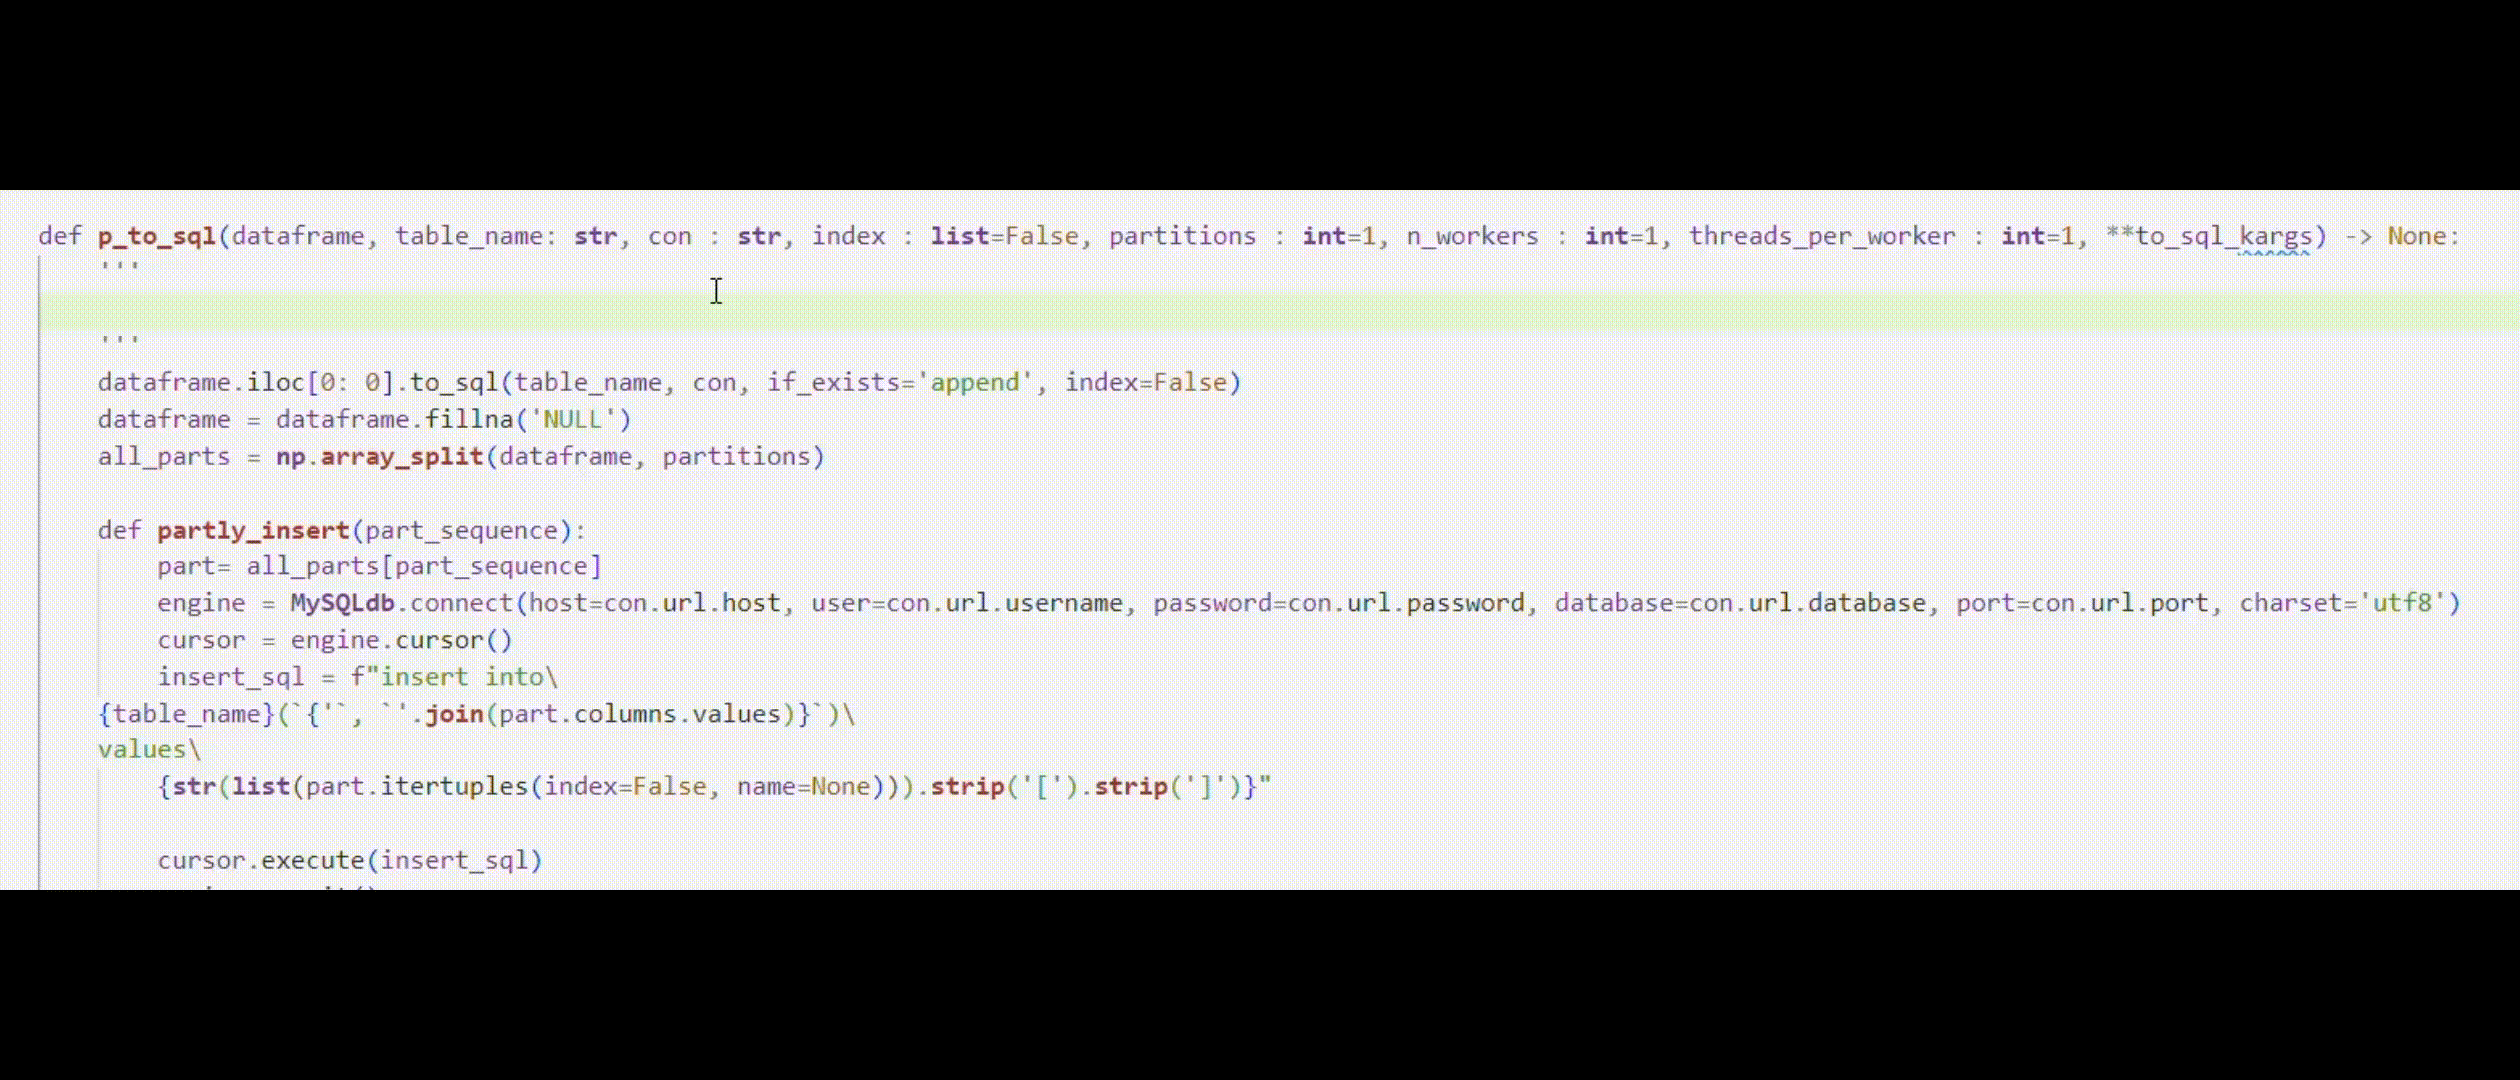 def p_to_sql(dataframe, table_name: str, con : str, index : list=False, partitions : int=1, n_workers : int=1, threads_per_worker : int=1, **to_sql_kargs) -> None:
'''
'''
dataframe.iloc[0: 0].to_sql(table_name, con, if_exists='append', index=False)
dataframe = dataframe.fillna('NULL')
all_parts = np.array_split(dataframe, partitions)
def partly_insert(part_sequence):
part= all_parts[part_sequence]
engine = MySQLdb.connect(host=con.url.host, user=con.url.username, password=con.url.password, database=con.url.database, port=con.url.port, charset='utf8')
cursor = engine.cursor()
insert_sql = f"insert into\
{table_name}(`{'`, `'.join(part.columns.values)}`)\
values\
{str(list(part.itertuples(index=False, name=None))).strip('[').strip(']')}"
cursor.execute(insert_sql)